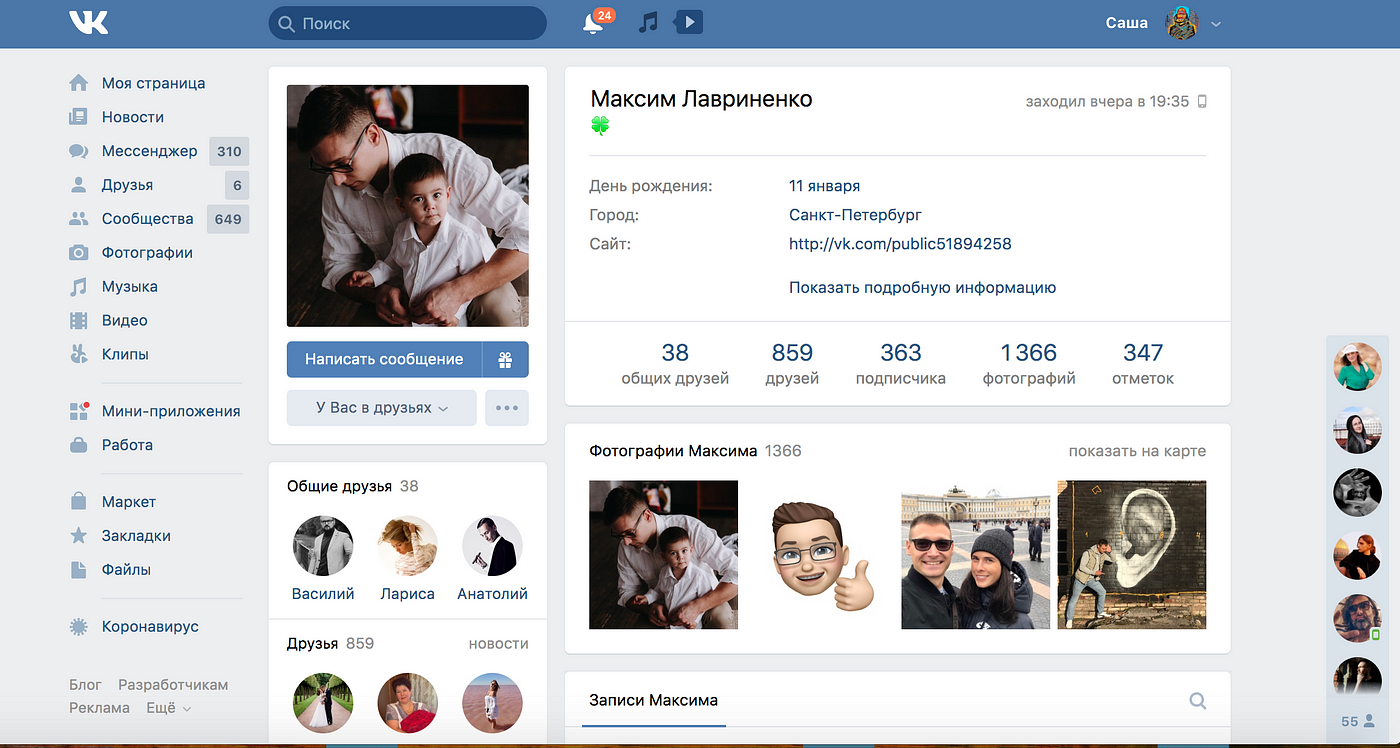 VK
Поиск
24
Саша
Моя страница
Новости
Мессенджер 310
Друзья 6
Сообщества 649
Фотографии
Музыка
Видео
Клипы
Мини-приложения
Работа
Маркет
Закладки
Файлы
Коронавирус
Блог Разработчикам
Реклама Ещё
Написать сообщение
У Вас в друзьях
Общие друзья 38
Василий Лариса Анатолий
Друзья 859 новости
Максим Лавриненко
заходил вчера в 19:35
День рождения: 11 января
Город: Санкт-Петербург
Сайт: http://vk.com/public51894258
Показать подробную информацию
38 859 363 1366 347
общих друзей друзей подписчика фотографий отметок
Фотографии Максима 1366 показать на карте
Записи Максима
55